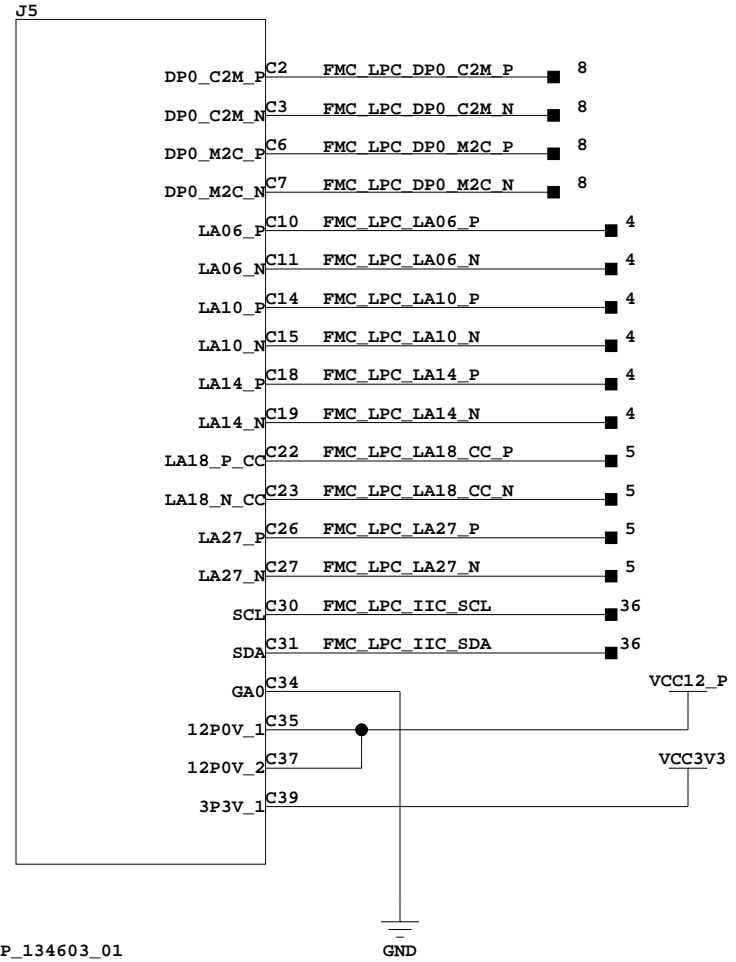 J5
DP0_C2M_P C2 FMC_LPC_DP0_C2M_P 8
DP0_C2M_N C3 FMC_LPC_DP0_C2M_N 8
DP0_M2C_P C6 FMC_LPC_DP0_M2C_P 8
DP0_M2C_N C7 FMC_LPC_DP0_M2C_N 8
LA06_P C10 FMC_LPC_LA06_P 4
LA06_N C11 FMC_LPC_LA06_N 4
LA10_P C14 FMC_LPC_LA10_P 4
LA10_N C15 FMC_LPC_LA10_N 4
LA14_P C18 FMC_LPC_LA14_P 4
LA14_N C19 FMC_LPC_LA14_N 4
LA18_P_CC C22 FMC_LPC_LA18_CC_P 5
LA18_N_CC C23 FMC_LPC_LA18_CC_N 5
LA27_P C26 FMC_LPC_LA27_P 5
LA27_N C27 FMC_LPC_LA27_N 5
SCL C30 FMC_LPC_IIC_SCL 36
SDA C31 FMC_LPC_IIC_SDA 36
GA0 C34 VCC12_P
12P0V_1 C35
12P0V_2 C37 VCC3V3
3P3V_1 C39
P_134603_01 GND